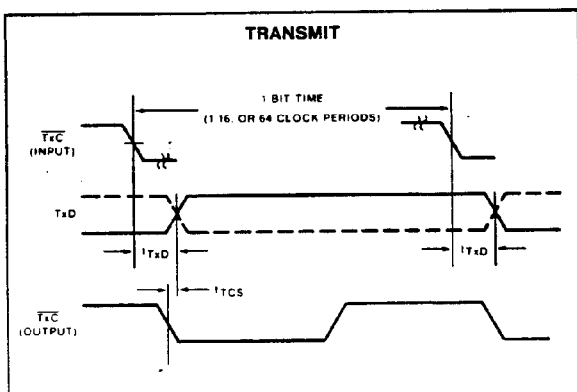 TRANSMIT
1 BIT TIME
(1 16, OR 64 CLOCK PERIODS)
TxC
(INPUT)
TxD
tTxD
tTxD
tTCS
TxC
(OUTPUT)